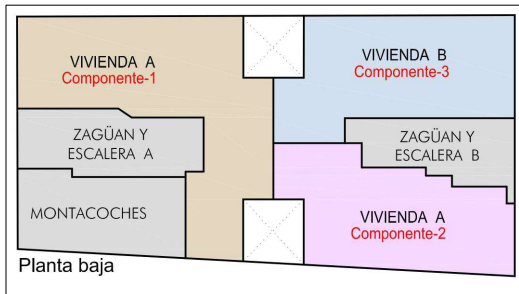 VIVIENDA A
Componente-1
VIVIENDA B
Componente-3
ZAGÜAN Y
ESCALERA A
ZAGÜAN Y
ESCALERA B
MONTACOCHES
VIVIENDA A
Componente-2
Planta baja